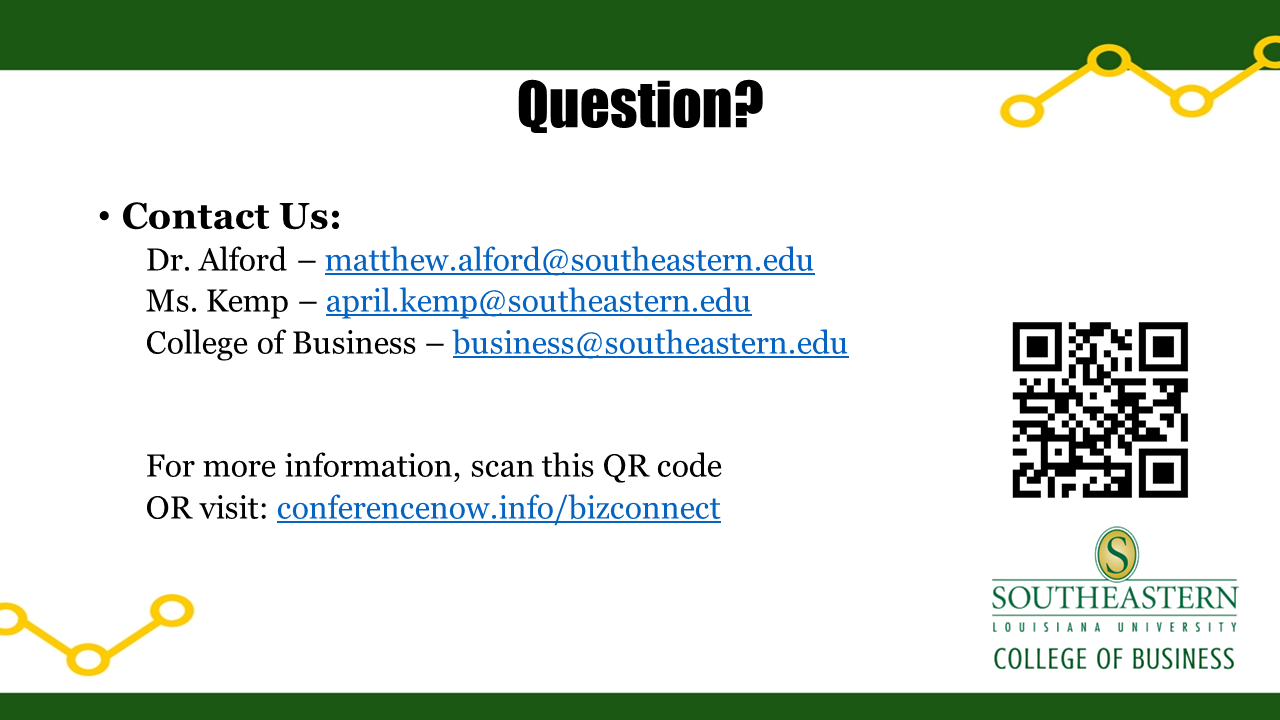 Question?
• Contact Us:
Dr. Alford – matthew.alford@southeastern.edu
Ms. Kemp – april.kemp@southeastern.edu
College of Business – business@southeastern.edu
For more information, scan this QR code
OR visit: conferencenow.info/bizconnect
S
SOUTHEASTERN
LOUISIANA UNIVERSITY
COLLEGE OF BUSINESS